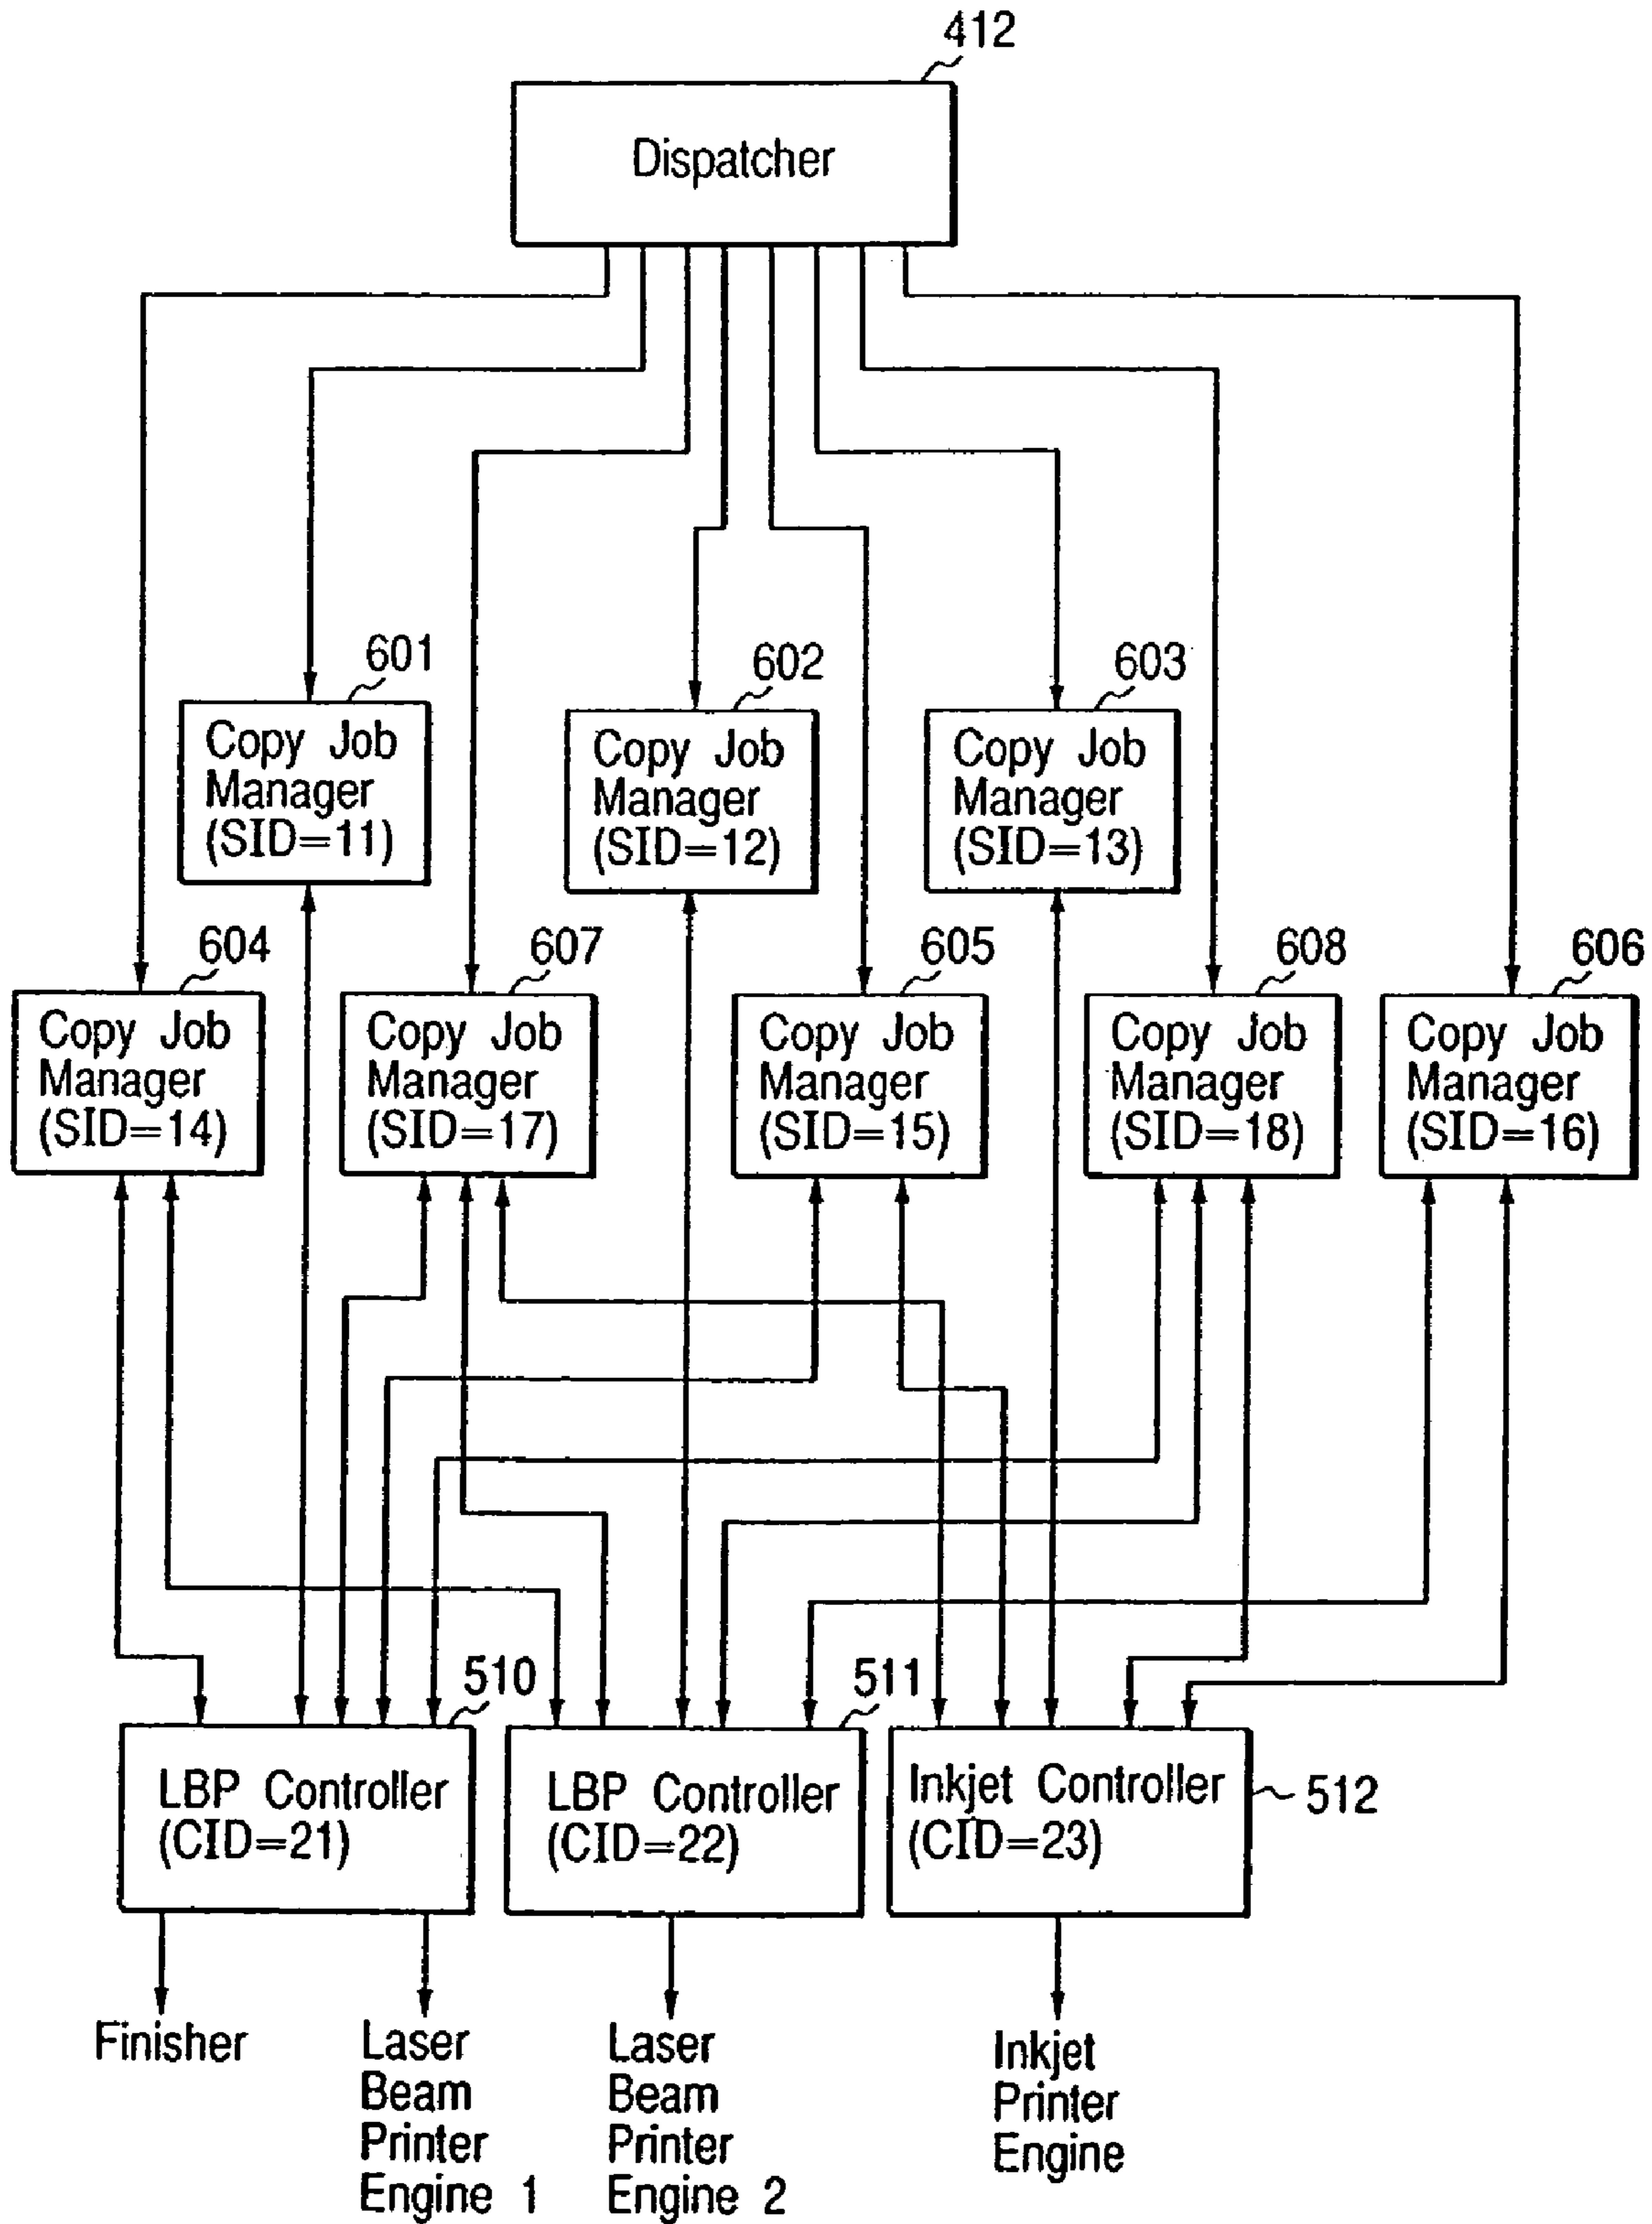 412
Dispatcher
601
Copy Job
Manager
(SID=11)
602
Copy Job
Manager
(SID=12)
603
Copy Job
Manager
(SID=13)
604
Copy Job
Manager
(SID=14)
607
Copy Job
Manager
(SID=17)
605
Copy Job
Manager
(SID=15)
608
Copy Job
Manager
(SID=18)
606
Copy Job
Manager
(SID=16)
510
LBP Controller
(CID=21)
511
LBP Controller
(CID=22)
Inkjet Controller
(CID=23)
512
Finisher
Laser
Beam
Printer
Engine 1
Laser
Beam
Printer
Engine 2
Inkjet
Printer
Engine